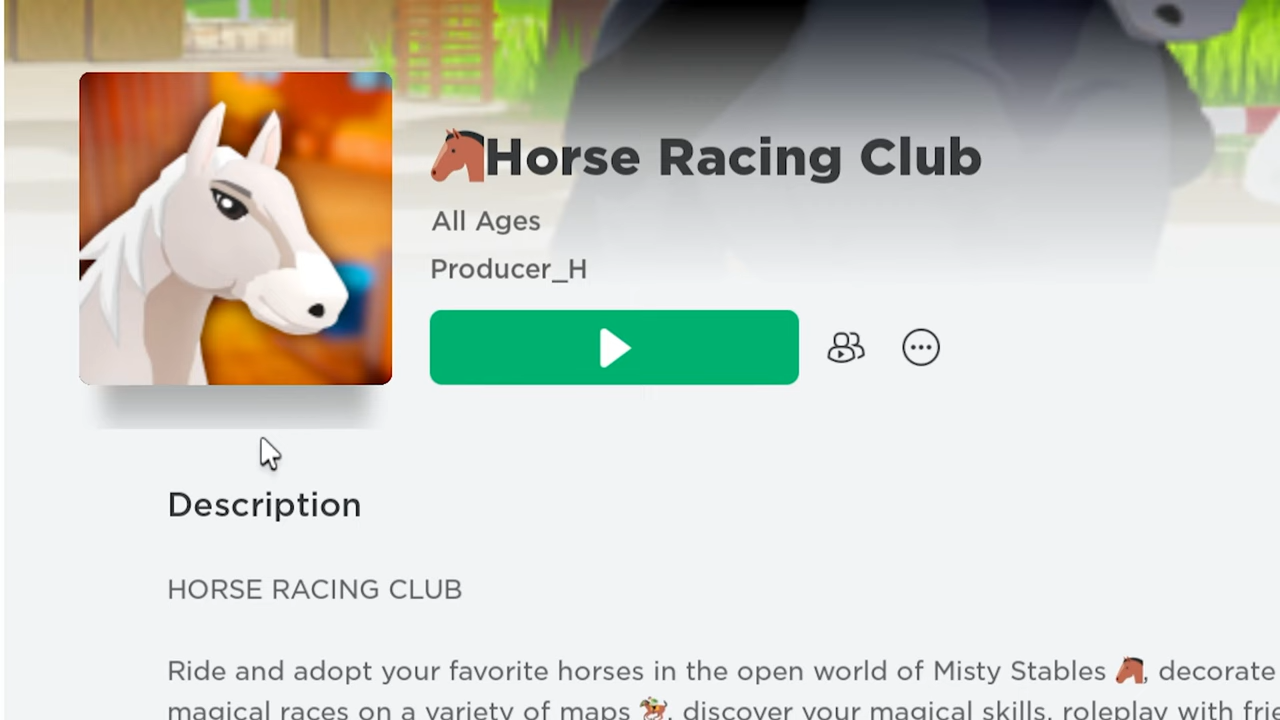 🐴Horse Racing Club
All Ages
Producer_H
Description
HORSE RACING CLUB
Ride and adopt your favorite horses in the open world of Misty Stables 🐴, decorate
magical races on a variety of maps 🏇, discover your magical skills, roleplay with